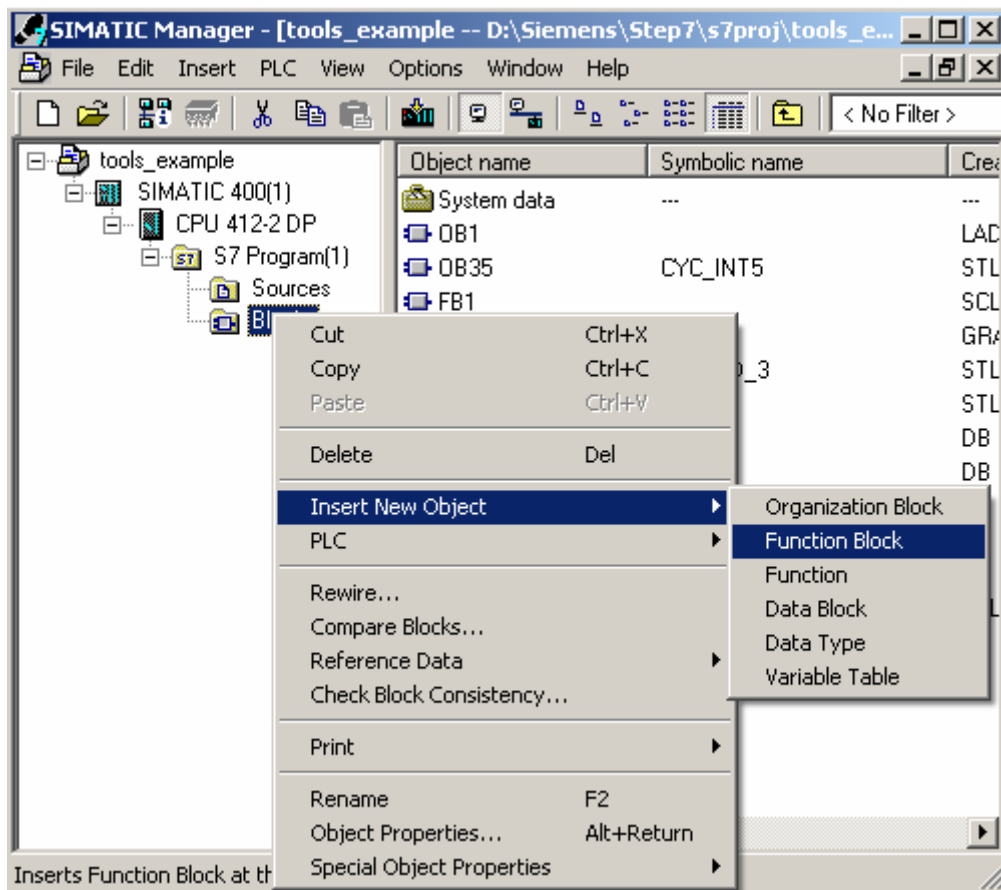 SIMATIC Manager - [tools_example -- D:\Siemens\Step7\s7proj\tools_e...
File Edit Insert PLC View Options Window Help
< No Filter >
tools_example
SIMATIC 400(1)
CPU 412-2 DP
S7 Program(1)
Sources
Object name Symbolic name
System data --- ---
OB1 LAD
OB35 CYC_INT5 STL
FB1 SCL
_3 STL
STL
DB
DB
Cut Ctrl+X
Copy Ctrl+C
Paste Ctrl+V
Delete Del
Insert New Object
PLC
Rewire...
Compare Blocks...
Reference Data
Check Block Consistency...
Print
Rename F2
Object Properties... Alt+Return
Special Object Properties
Organization Block
Function Block
Function
Data Block
Data Type
Variable Table
Inserts Function Block at th